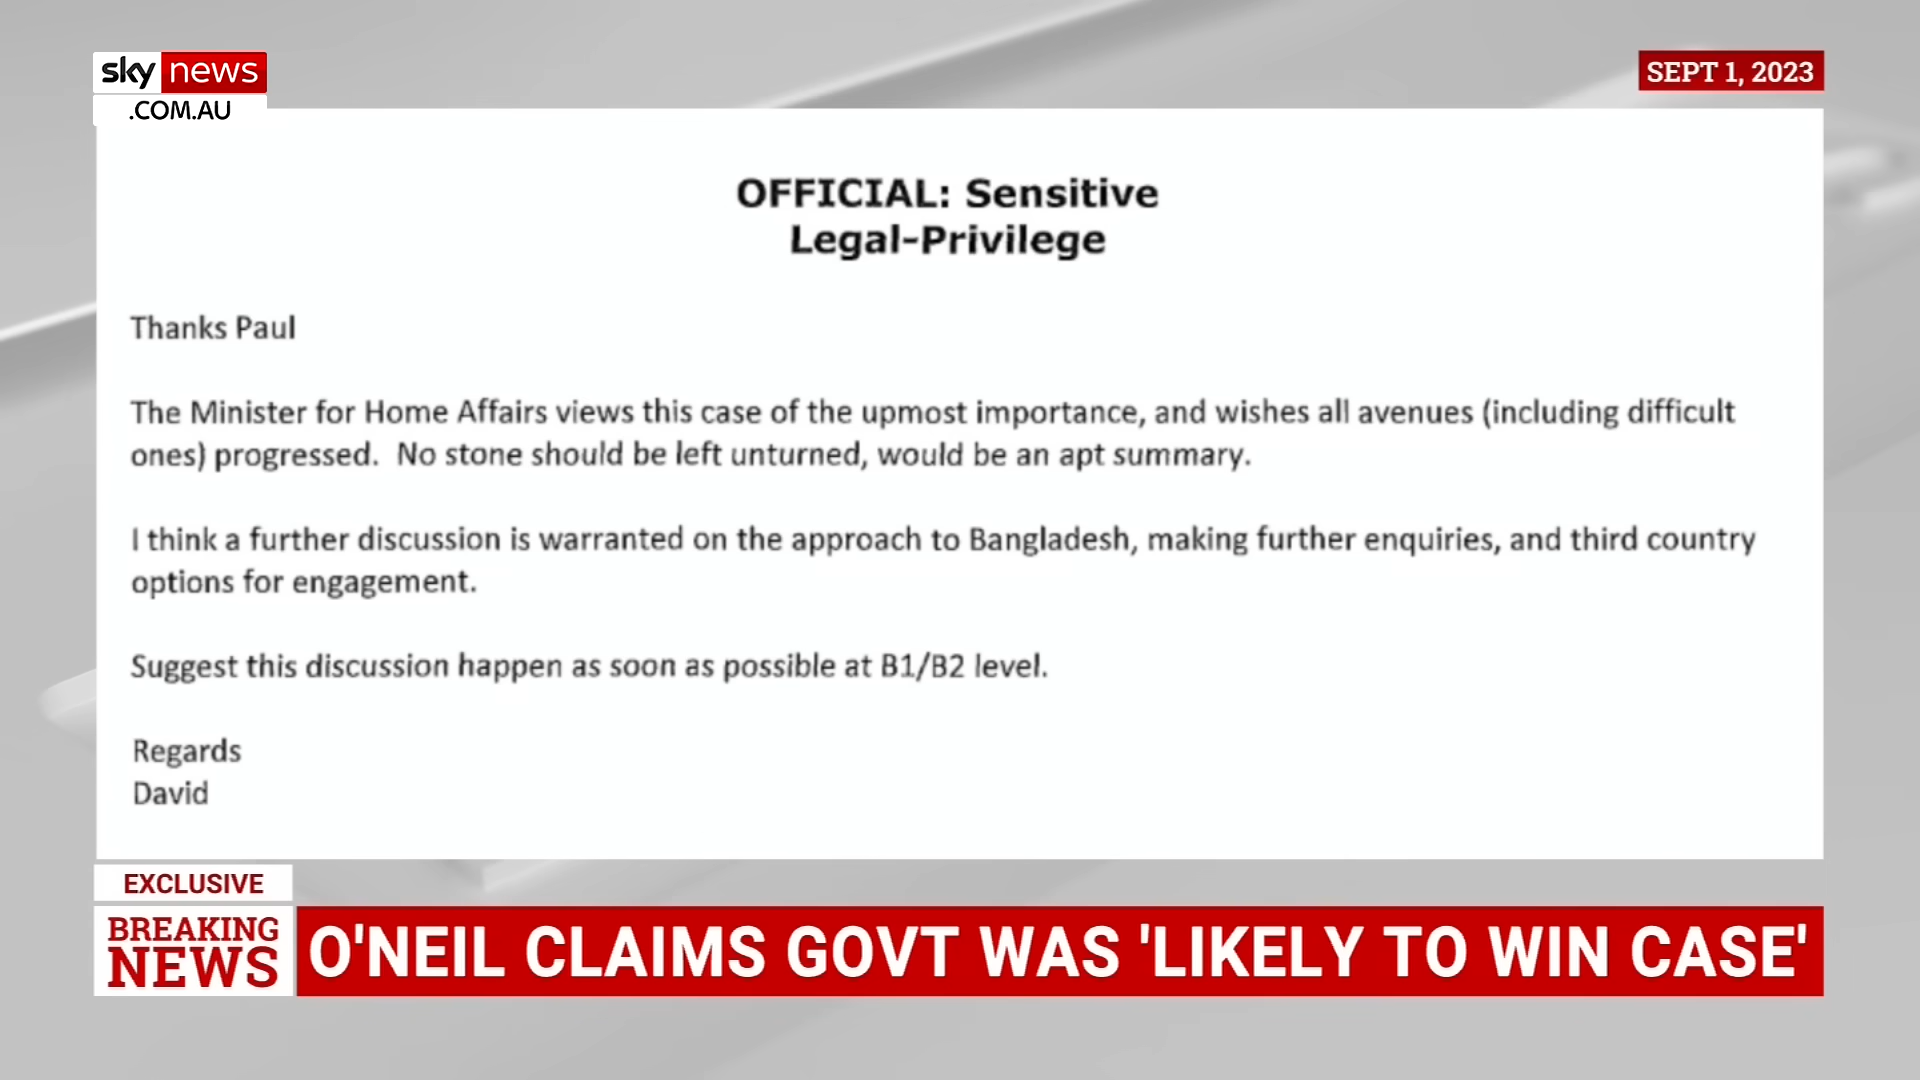 sky news
.COM.AU
SEPT 1, 2023
OFFICIAL: Sensitive
Legal-Privilege
Thanks Paul
The Minister for Home Affairs views this case of the upmost importance, and wishes all avenues (including difficult
ones) progressed.  No stone should be left unturned, would be an apt summary.
I think a further discussion is warranted on the approach to Bangladesh, making further enquiries, and third country
options for engagement.
Suggest this discussion happen as soon as possible at B1/B2 level.
Regards
David
EXCLUSIVE
BREAKING
NEWS
O'NEIL CLAIMS GOVT WAS 'LIKELY TO WIN CASE'